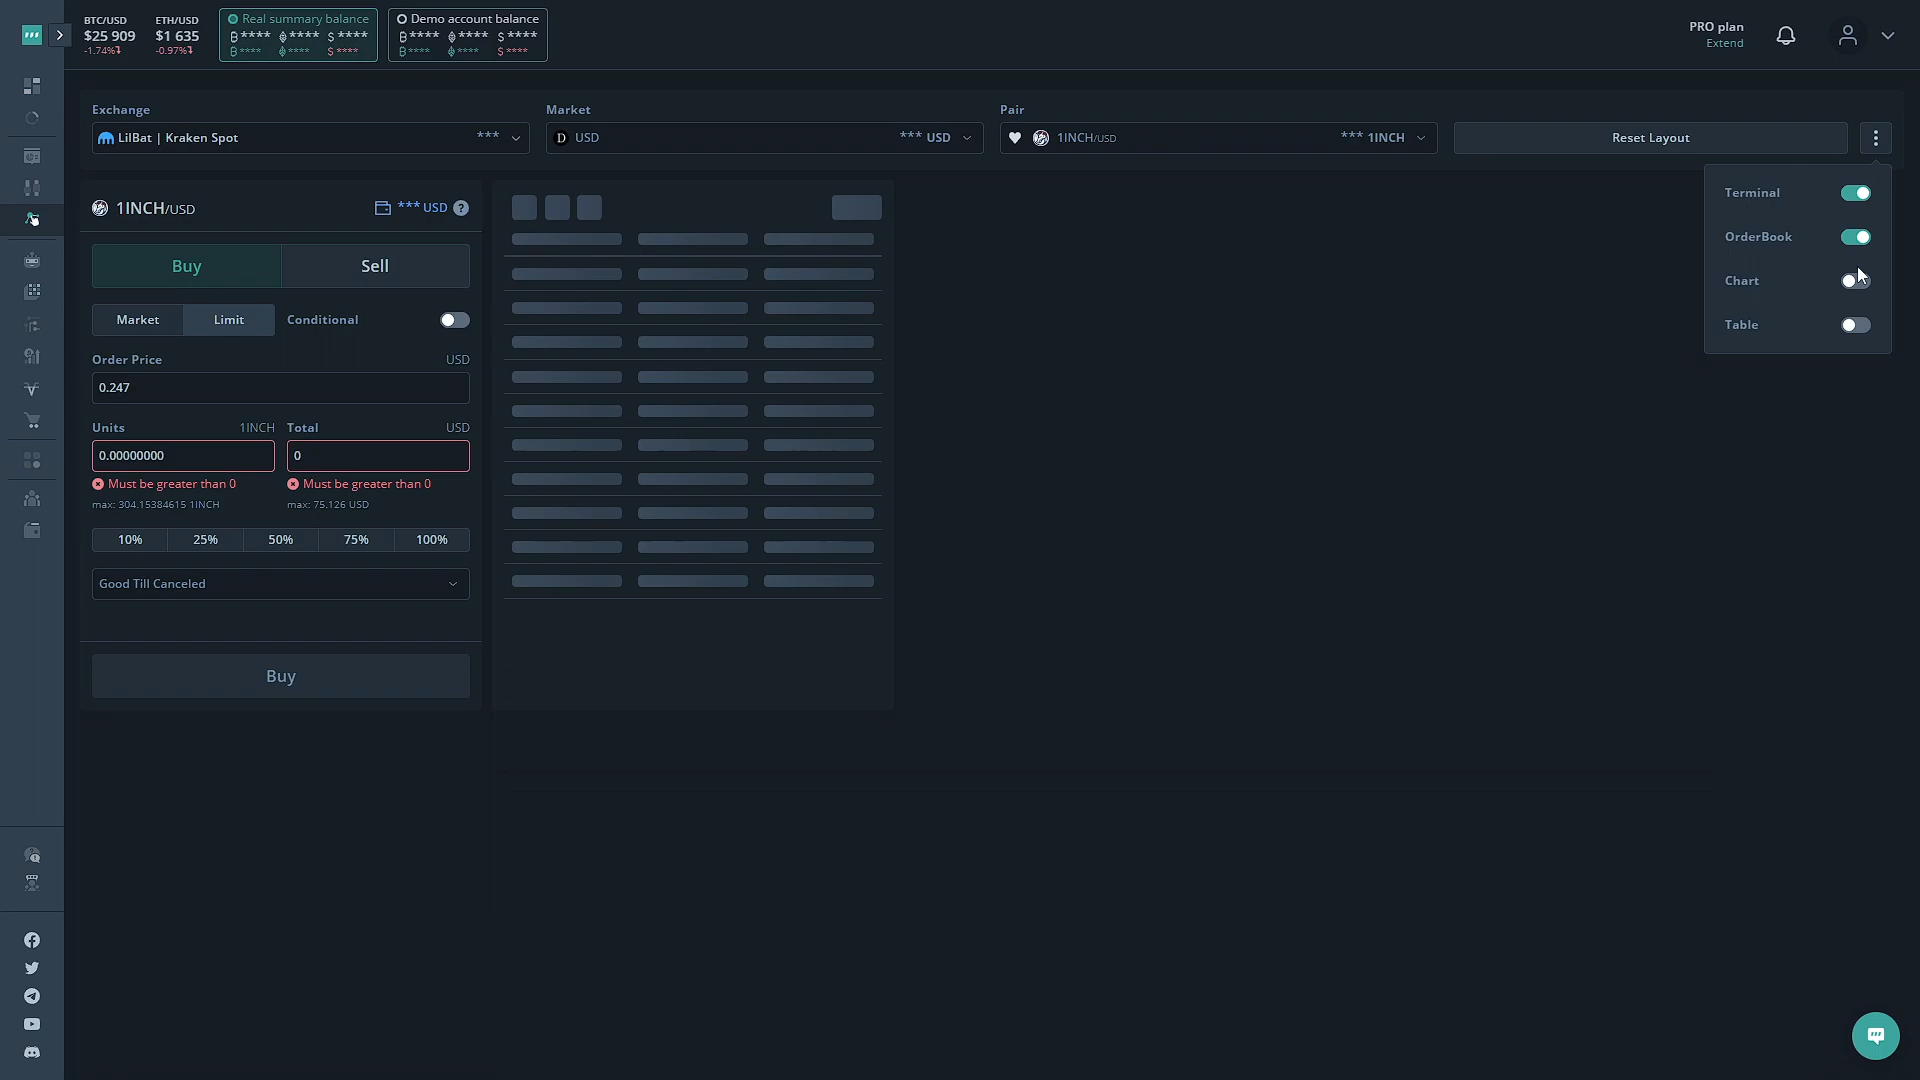 BTC/USD
$25 909
-1.74%
ETH/USD
$1 635
-0.97%
Real summary balance
**** **** $ ****
**** **** $ ****
Demo account balance
**** **** $ ****
**** **** $ ****
PRO plan
Extend
Exchange
LilBat | Kraken Spot ***
Market
USD *** USD
Pair
1INCH/USD *** 1INCH
Reset Layout
Terminal
OrderBook
Chart
Table
1INCH/USD *** USD ?
Buy Sell
Market Limit Conditional
Order Price USD
0.247
Units 1INCH Total USD
0.00000000 0
Must be greater than 0 Must be greater than 0
max: 304.15384615 1INCH max: 75.126 USD
10% 25% 50% 75% 100%
Good Till Canceled
Buy